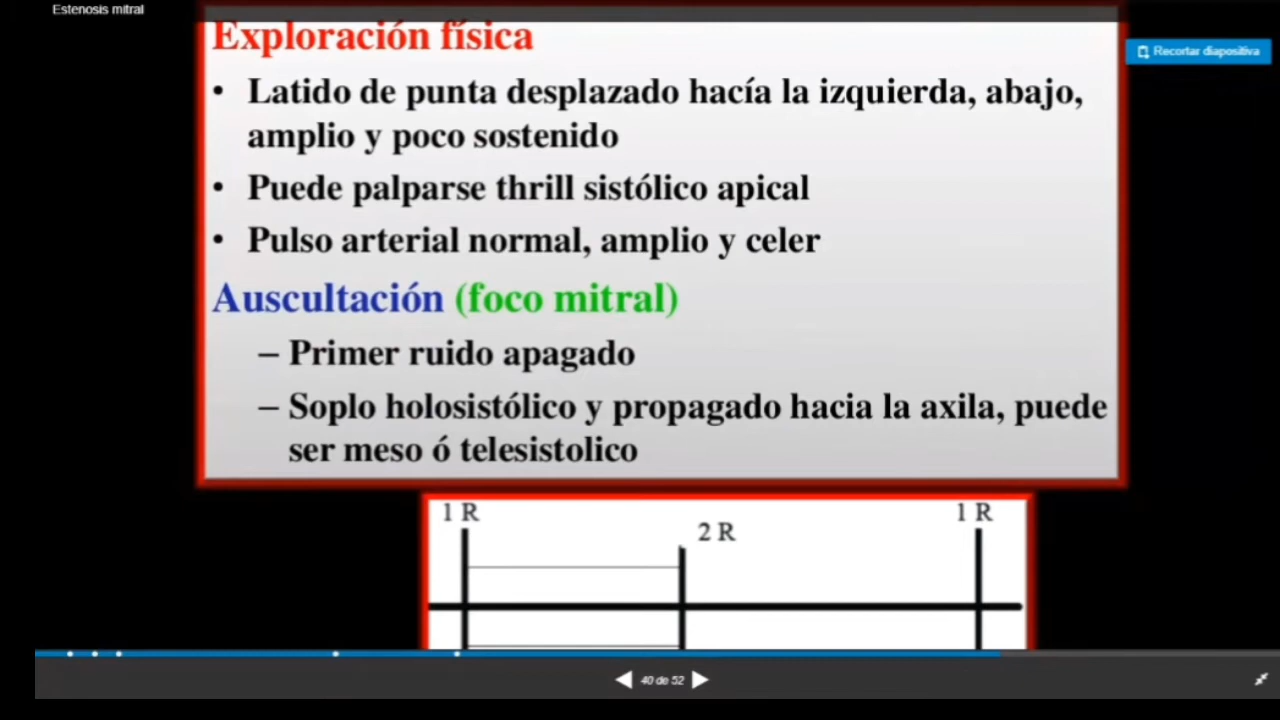 Estenosis mitral
Exploración física
Recortar diapositiva
• Latido de punta desplazado hacía la izquierda, abajo,
amplio y poco sostenido
• Puede palparse thrill sistólico apical
• Pulso arterial normal, amplio y celer
Auscultación (foco mitral)
– Primer ruido apagado
– Soplo holosistólico y propagado hacia la axila, puede
ser meso ó telesistolico
1 R
2 R
1 R
40 de 52